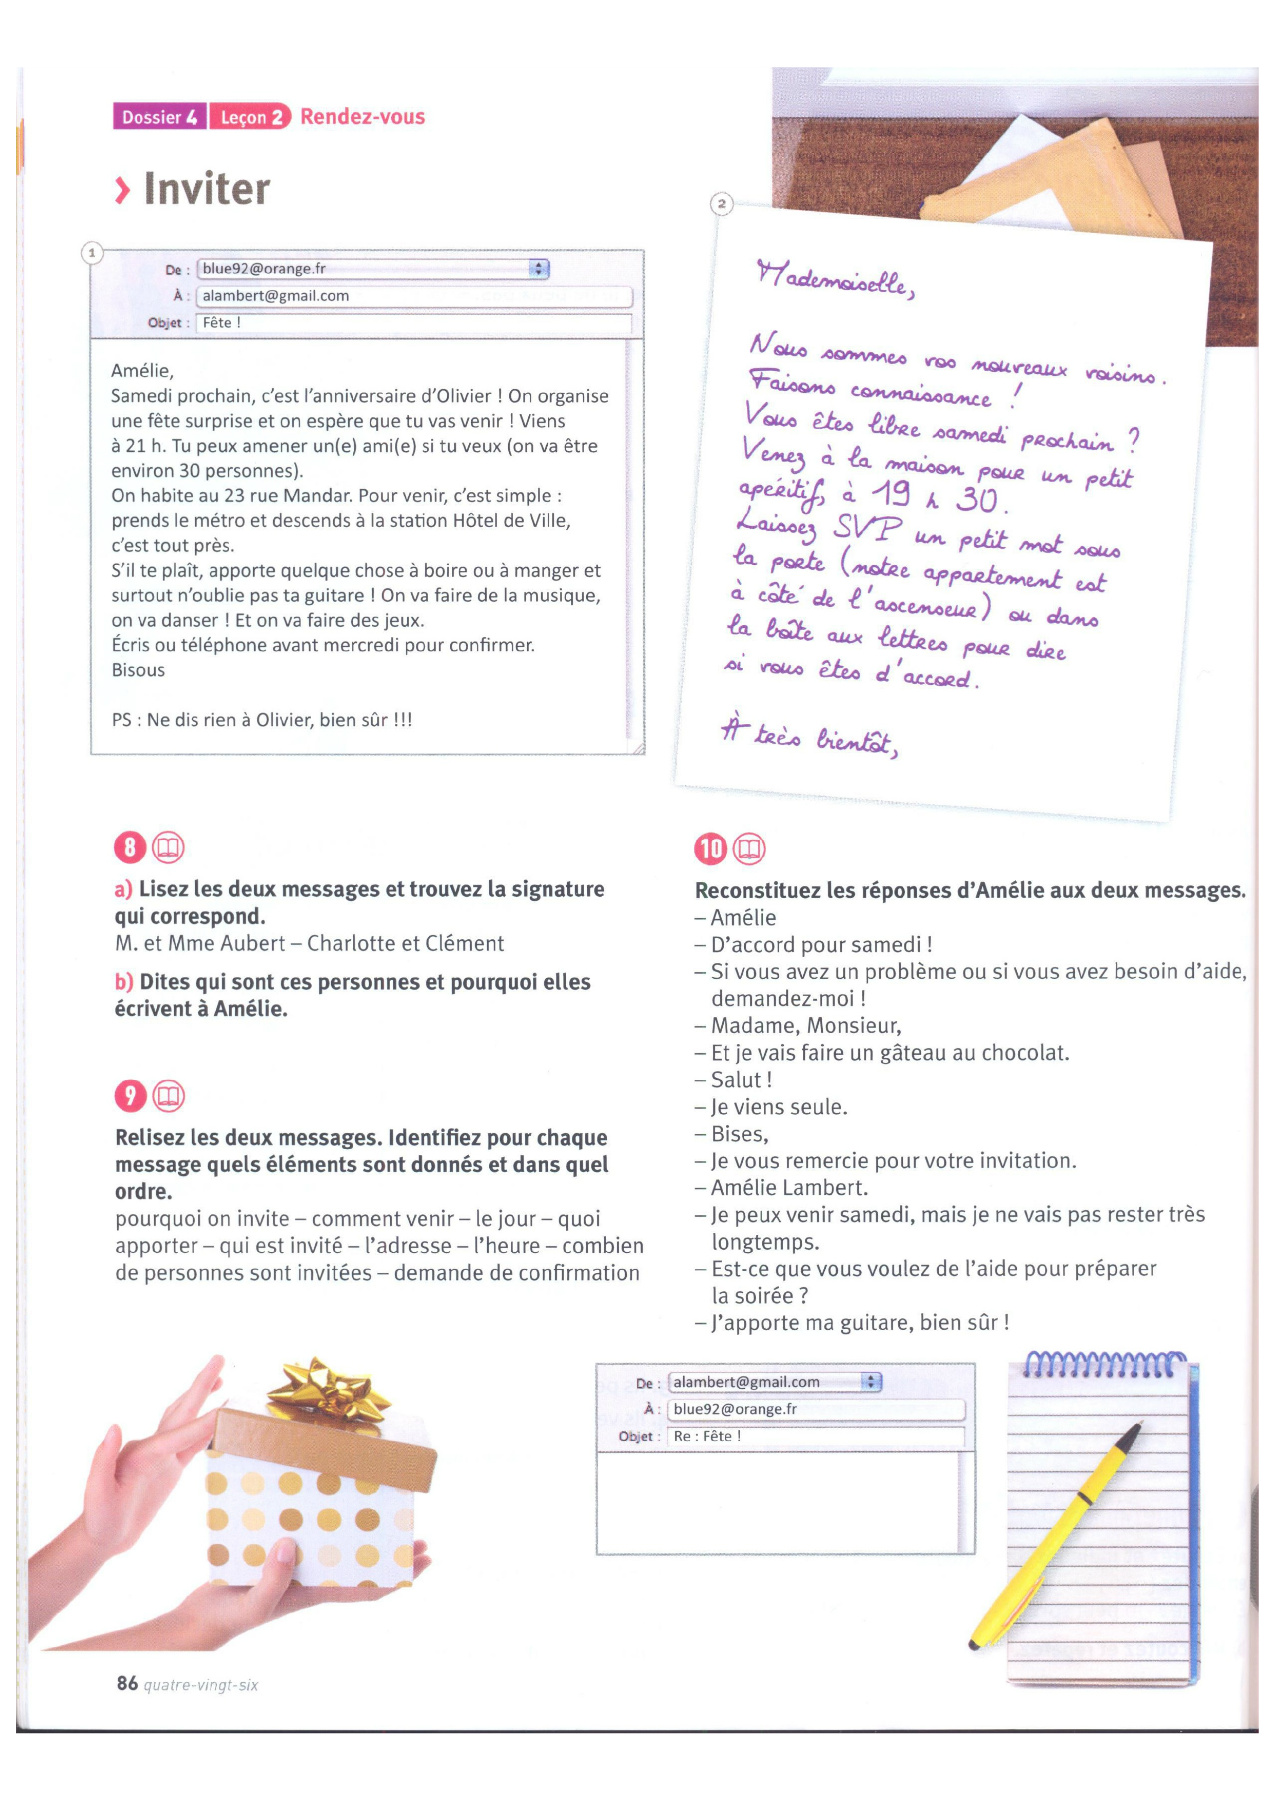 Dossier 4 Leçon 2 Rendez-vous
› Inviter
1
De : blue92@orange.fr
À : alambert@gmail.com
Objet : Fête !
Amélie,
Samedi prochain, c'est l'anniversaire d'Olivier ! On organise
une fête surprise et on espère que tu vas venir ! Viens
à 21 h. Tu peux amener un(e) ami(e) si tu veux (on va être
environ 30 personnes).
On habite au 23 rue Mandar. Pour venir, c'est simple :
prends le métro et descends à la station Hôtel de Ville,
c'est tout près.
S'il te plaît, apporte quelque chose à boire ou à manger et
surtout n'oublie pas ta guitare ! On va faire de la musique,
on va danser ! Et on va faire des jeux.
Écris ou téléphone avant mercredi pour confirmer.
Bisous
PS : Ne dis rien à Olivier, bien sûr !!!
2
Mademoiselle,
Nous sommes vos nouveaux voisins.
Faisons connaissance !
Vous êtes libre samedi prochain ?
Venez à la maison pour un petit
apéritif, à 19 h 30.
Laissez SVP un petit mot sous
la porte (notre appartement est
à côté de l'ascenseur) ou dans
la boîte aux lettres pour dire
si vous êtes d'accord.
À très bientôt,
8
a) Lisez les deux messages et trouvez la signature
qui correspond.
M. et Mme Aubert – Charlotte et Clément
b) Dites qui sont ces personnes et pourquoi elles
écrivent à Amélie.
9
Relisez les deux messages. Identifiez pour chaque
message quels éléments sont donnés et dans quel
ordre.
pourquoi on invite – comment venir – le jour – quoi
apporter – qui est invité – l'adresse – l'heure – combien
de personnes sont invitées – demande de confirmation
10
Reconstituez les réponses d'Amélie aux deux messages.
– Amélie
– D'accord pour samedi !
– Si vous avez un problème ou si vous avez besoin d'aide,
demandez-moi !
– Madame, Monsieur,
– Et je vais faire un gâteau au chocolat.
– Salut !
– Je viens seule.
– Bises,
– Je vous remercie pour votre invitation.
– Amélie Lambert.
– Je peux venir samedi, mais je ne vais pas rester très
longtemps.
– Est-ce que vous voulez de l'aide pour préparer
la soirée ?
– J'apporte ma guitare, bien sûr !
De : alambert@gmail.com
À : blue92@orange.fr
Objet : Re : Fête !
86 quatre-vingt-six